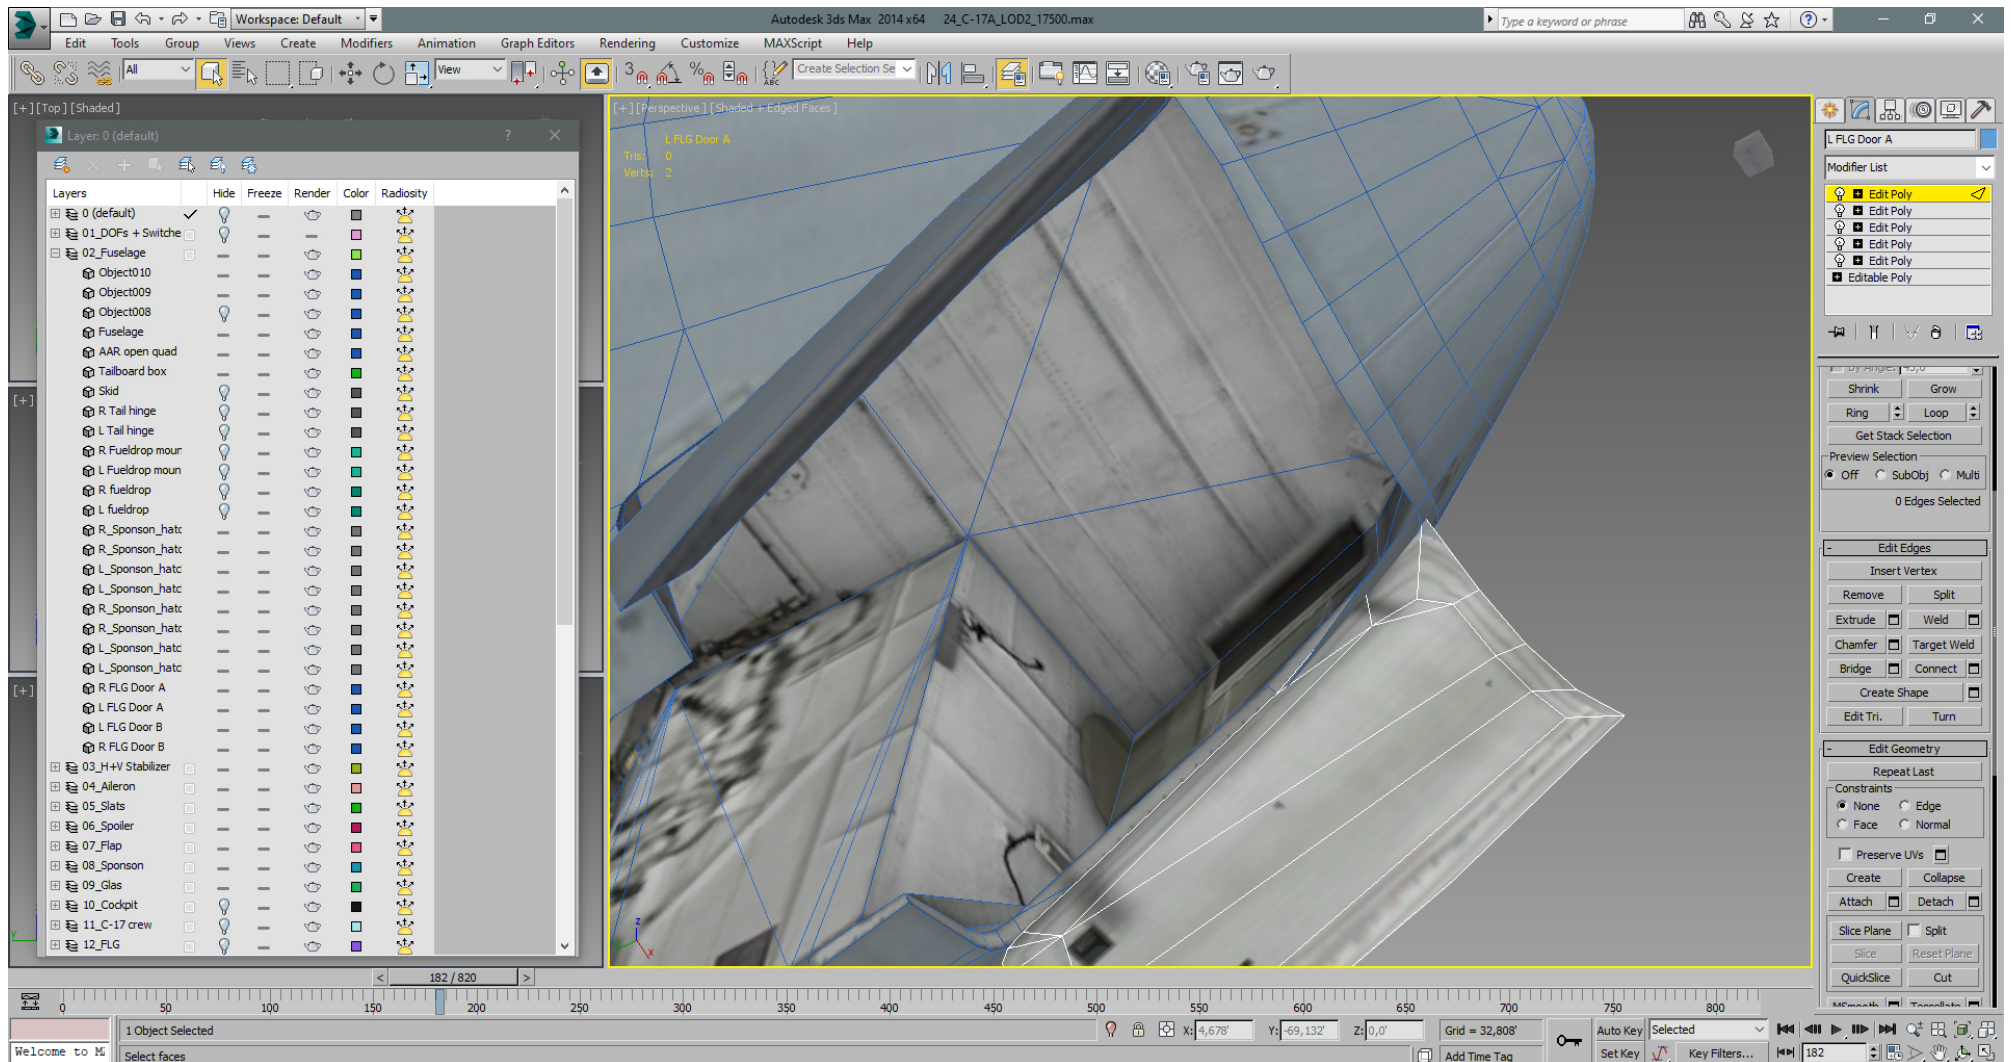 Workspace: Default
Autodesk 3ds Max 2014 x64 24_C-17A_LOD2_17500.max
Type a keyword or phrase
Edit Tools Group Views Create Modifiers Animation Graph Editors Rendering Customize MAXScript Help
All View Create Selection Se
[+][Top][Shaded]
Layer: 0 (default)
Layers Hide Freeze Render Color Radiosity
0 (default)
01_DOFs + Switche
02_Fuselage
Object010
Object009
Object008
Fuselage
AAR open quad
Tailboard box
Skid
R Tail hinge
L Tail hinge
R Fueldrop mour
L Fueldrop moun
R fueldrop
L fueldrop
R_Sponson_hatc
R_Sponson_hatc
L_Sponson_hatc
L_Sponson_hatc
R_Sponson_hatc
R_Sponson_hatc
L_Sponson_hatc
L_Sponson_hatc
R FLG Door A
L FLG Door A
L FLG Door B
R FLG Door B
03_H+V Stabilizer
04_Aileron
05_Slats
06_Spoiler
07_Flap
08_Sponson
09_Glas
10_Cockpit
11_C-17 crew
12_FLG
[+]
[+]
[+][Perspective][Shaded + Edged Faces]
L FLG Door A
Tris: 0
Verts: 2
z
x
y
L FLG Door A
Modifier List
Edit Poly
Edit Poly
Edit Poly
Edit Poly
Edit Poly
Editable Poly
By Angle: 45,0
Shrink Grow
Ring Loop
Get Stack Selection
Preview Selection
Off SubObj Multi
0 Edges Selected
- Edit Edges
Insert Vertex
Remove Split
Extrude Weld
Chamfer Target Weld
Bridge Connect
Create Shape
Edit Tri. Turn
- Edit Geometry
Repeat Last
Constraints
None Edge
Face Normal
Preserve UVs
Create Collapse
Attach Detach
Slice Plane Split
Slice Reset Plane
QuickSlice Cut
MSmooth Tessellate
< 182 / 820 >
0 50 100 150 200 250 300 350 400 450 500 550 600 650 700 750 800
1 Object Selected X: 4,678' Y: -69,132' Z: 0,0' Grid = 32,808' Auto Key Selected
Welcome to M Select faces Add Time Tag Set Key Key Filters... 182